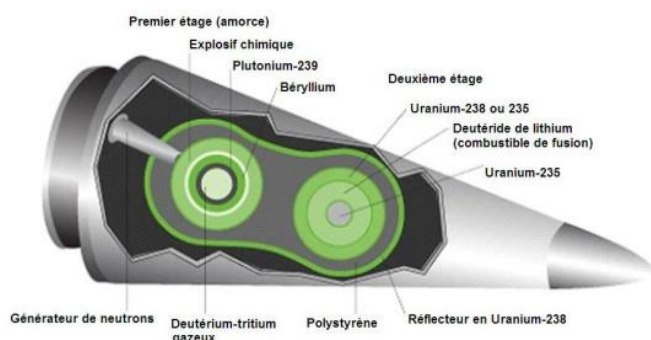 Premier étage (amorce)
Explosif chimique
Plutonium-239
Béryllium
Deuxième étage
Uranium-238 ou 235
Deutéride de lithium
(combustible de fusion)
Uranium-235
Générateur de neutrons
Deutérium-tritium
gazeux
Polystyrène
Réflecteur en Uranium-238